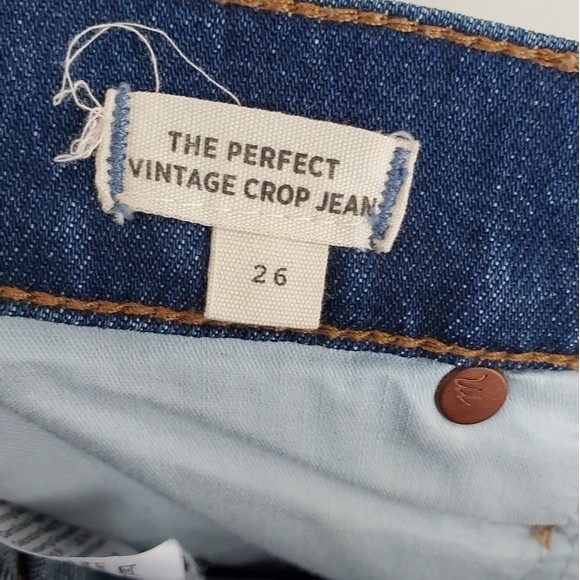 THE PERFECT
VINTAGE CROP JEAN
26